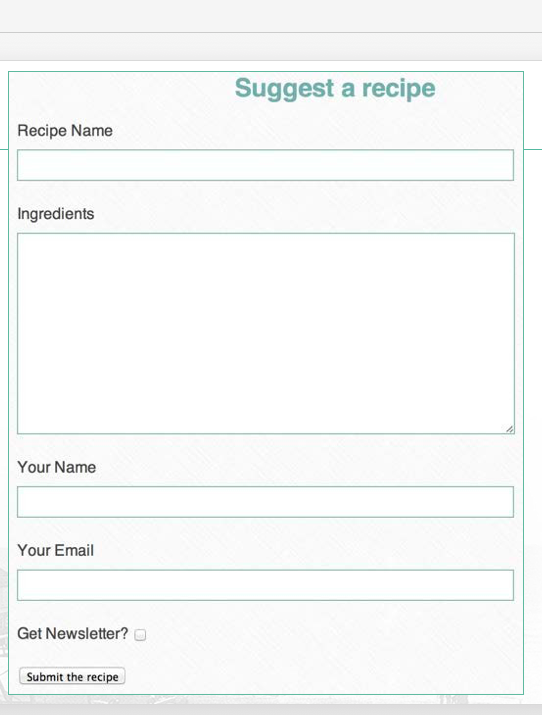 Suggest a recipe
Recipe Name
Ingredients
Your Name
Your Email
Get Newsletter?
Submit the recipe